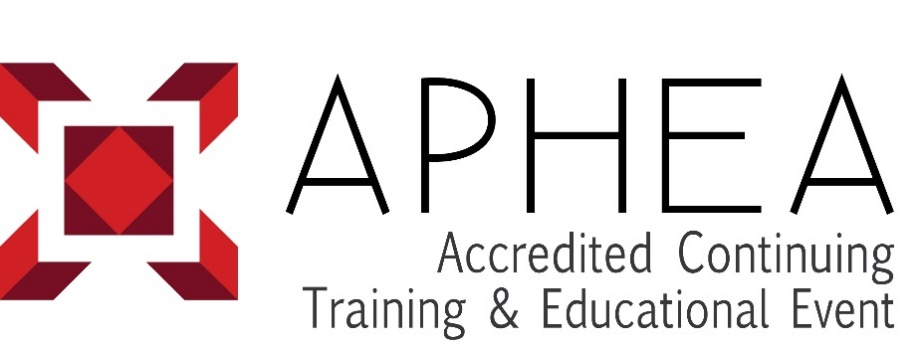 APHEA
Accredited Continuing
Training & Educational Event